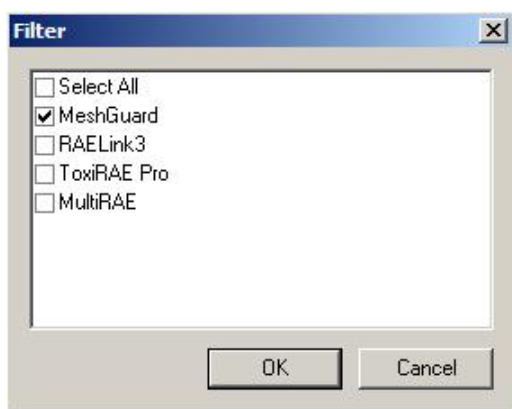 Filter
Select All
MeshGuard
RAELink3
ToxiRAE Pro
MultiRAE
OK
Cancel